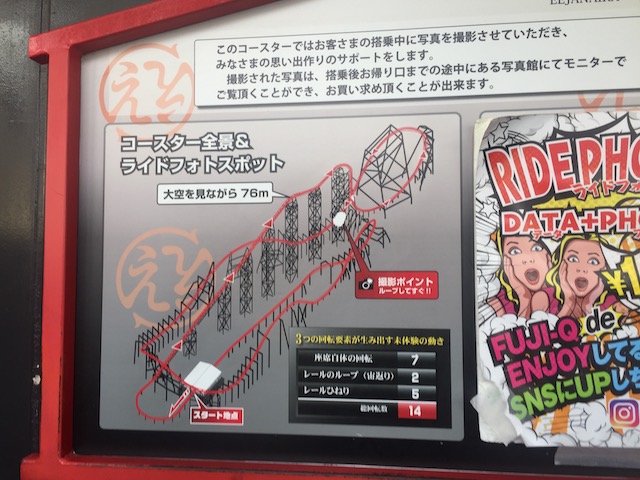 EEJANAIKA
このコースターではお客さまの搭乗中に写真を撮影させていただき、
みなさまの思い出作りのサポートをします。
撮影された写真は、搭乗後お帰り口までの途中にある写真館にてモニターで
ご覧頂くことができ、お買い求め頂くことが出来ます。
コースター全景&
ライドフォトスポット
大空を見ながら 76m
撮影ポイント
ループしてすぐ!!
3つの回転要素が生み出す未体験の動き
座席自体の回転 7
レールのループ(宙返り) 2
レールひねり 5
総回転数 14
スタート地点
RIDE PHO
ライドフ
DATA+PH
データ+
¥1
FUJI-Q de
ENJOYしてる
SNSにUPしち